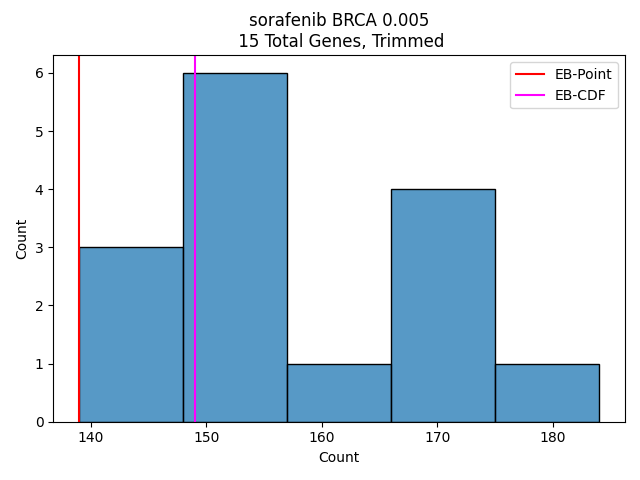 sorafenib BRCA 0.005
15 Total Genes, Trimmed
EB-Point
EB-CDF
Count
6
5
4
3
2
1
0
140
150
160
170
180
Count